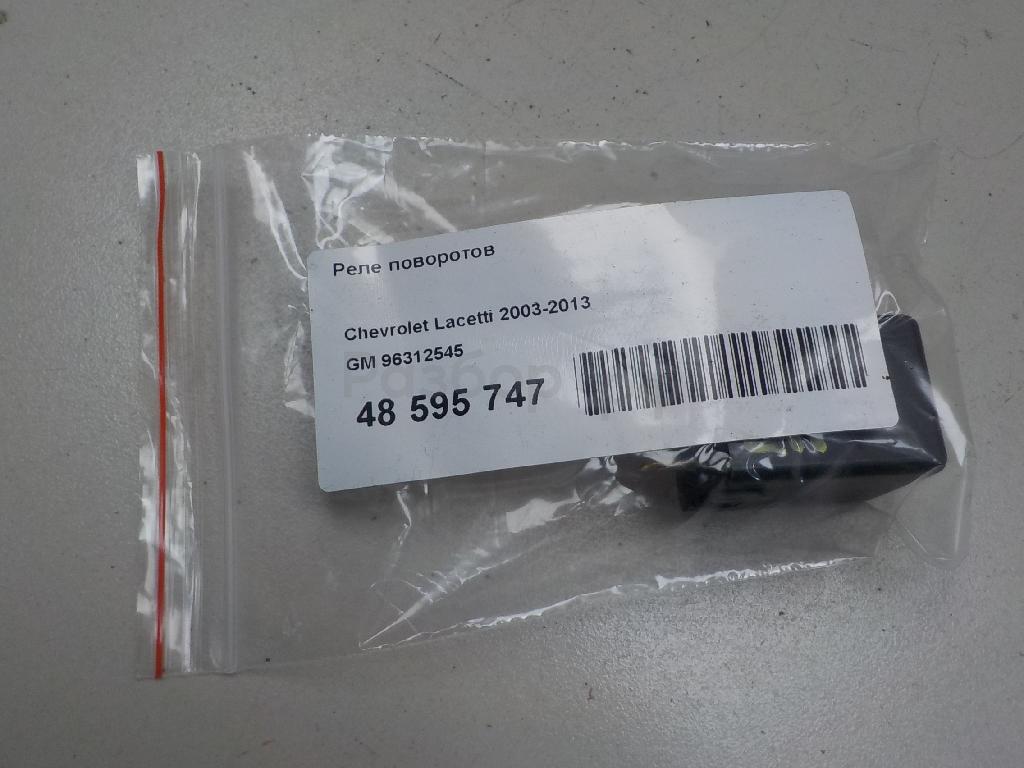 Реле поворотов
Chevrolet Lacetti 2003-2013
GM 96312545
48 595 747